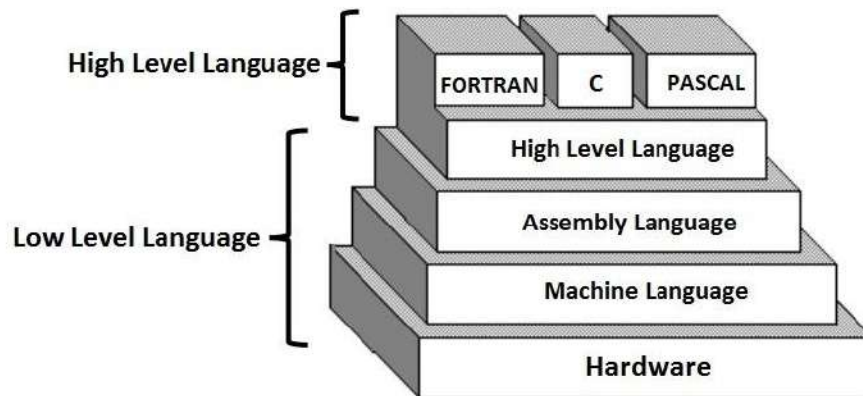 High Level Language
FORTRAN C PASCAL
High Level Language
Assembly Language
Low Level Language
Machine Language
Hardware